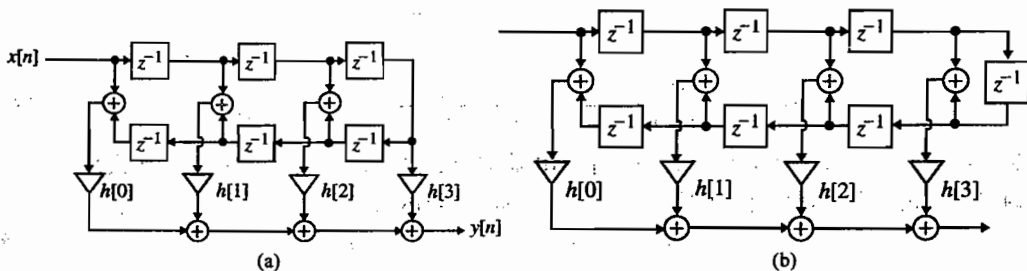 x[n]
z⁻¹ z⁻¹ z⁻¹
+ + +
z⁻¹ z⁻¹ z⁻¹
h[0] h[1] h[2] h[3]
+ + + y[n]
(a)
z⁻¹ z⁻¹ z⁻¹
z⁻¹
+ + + +
z⁻¹ z⁻¹ z⁻¹
h[0] h[1] h[2] h[3]
+ + +
(b)